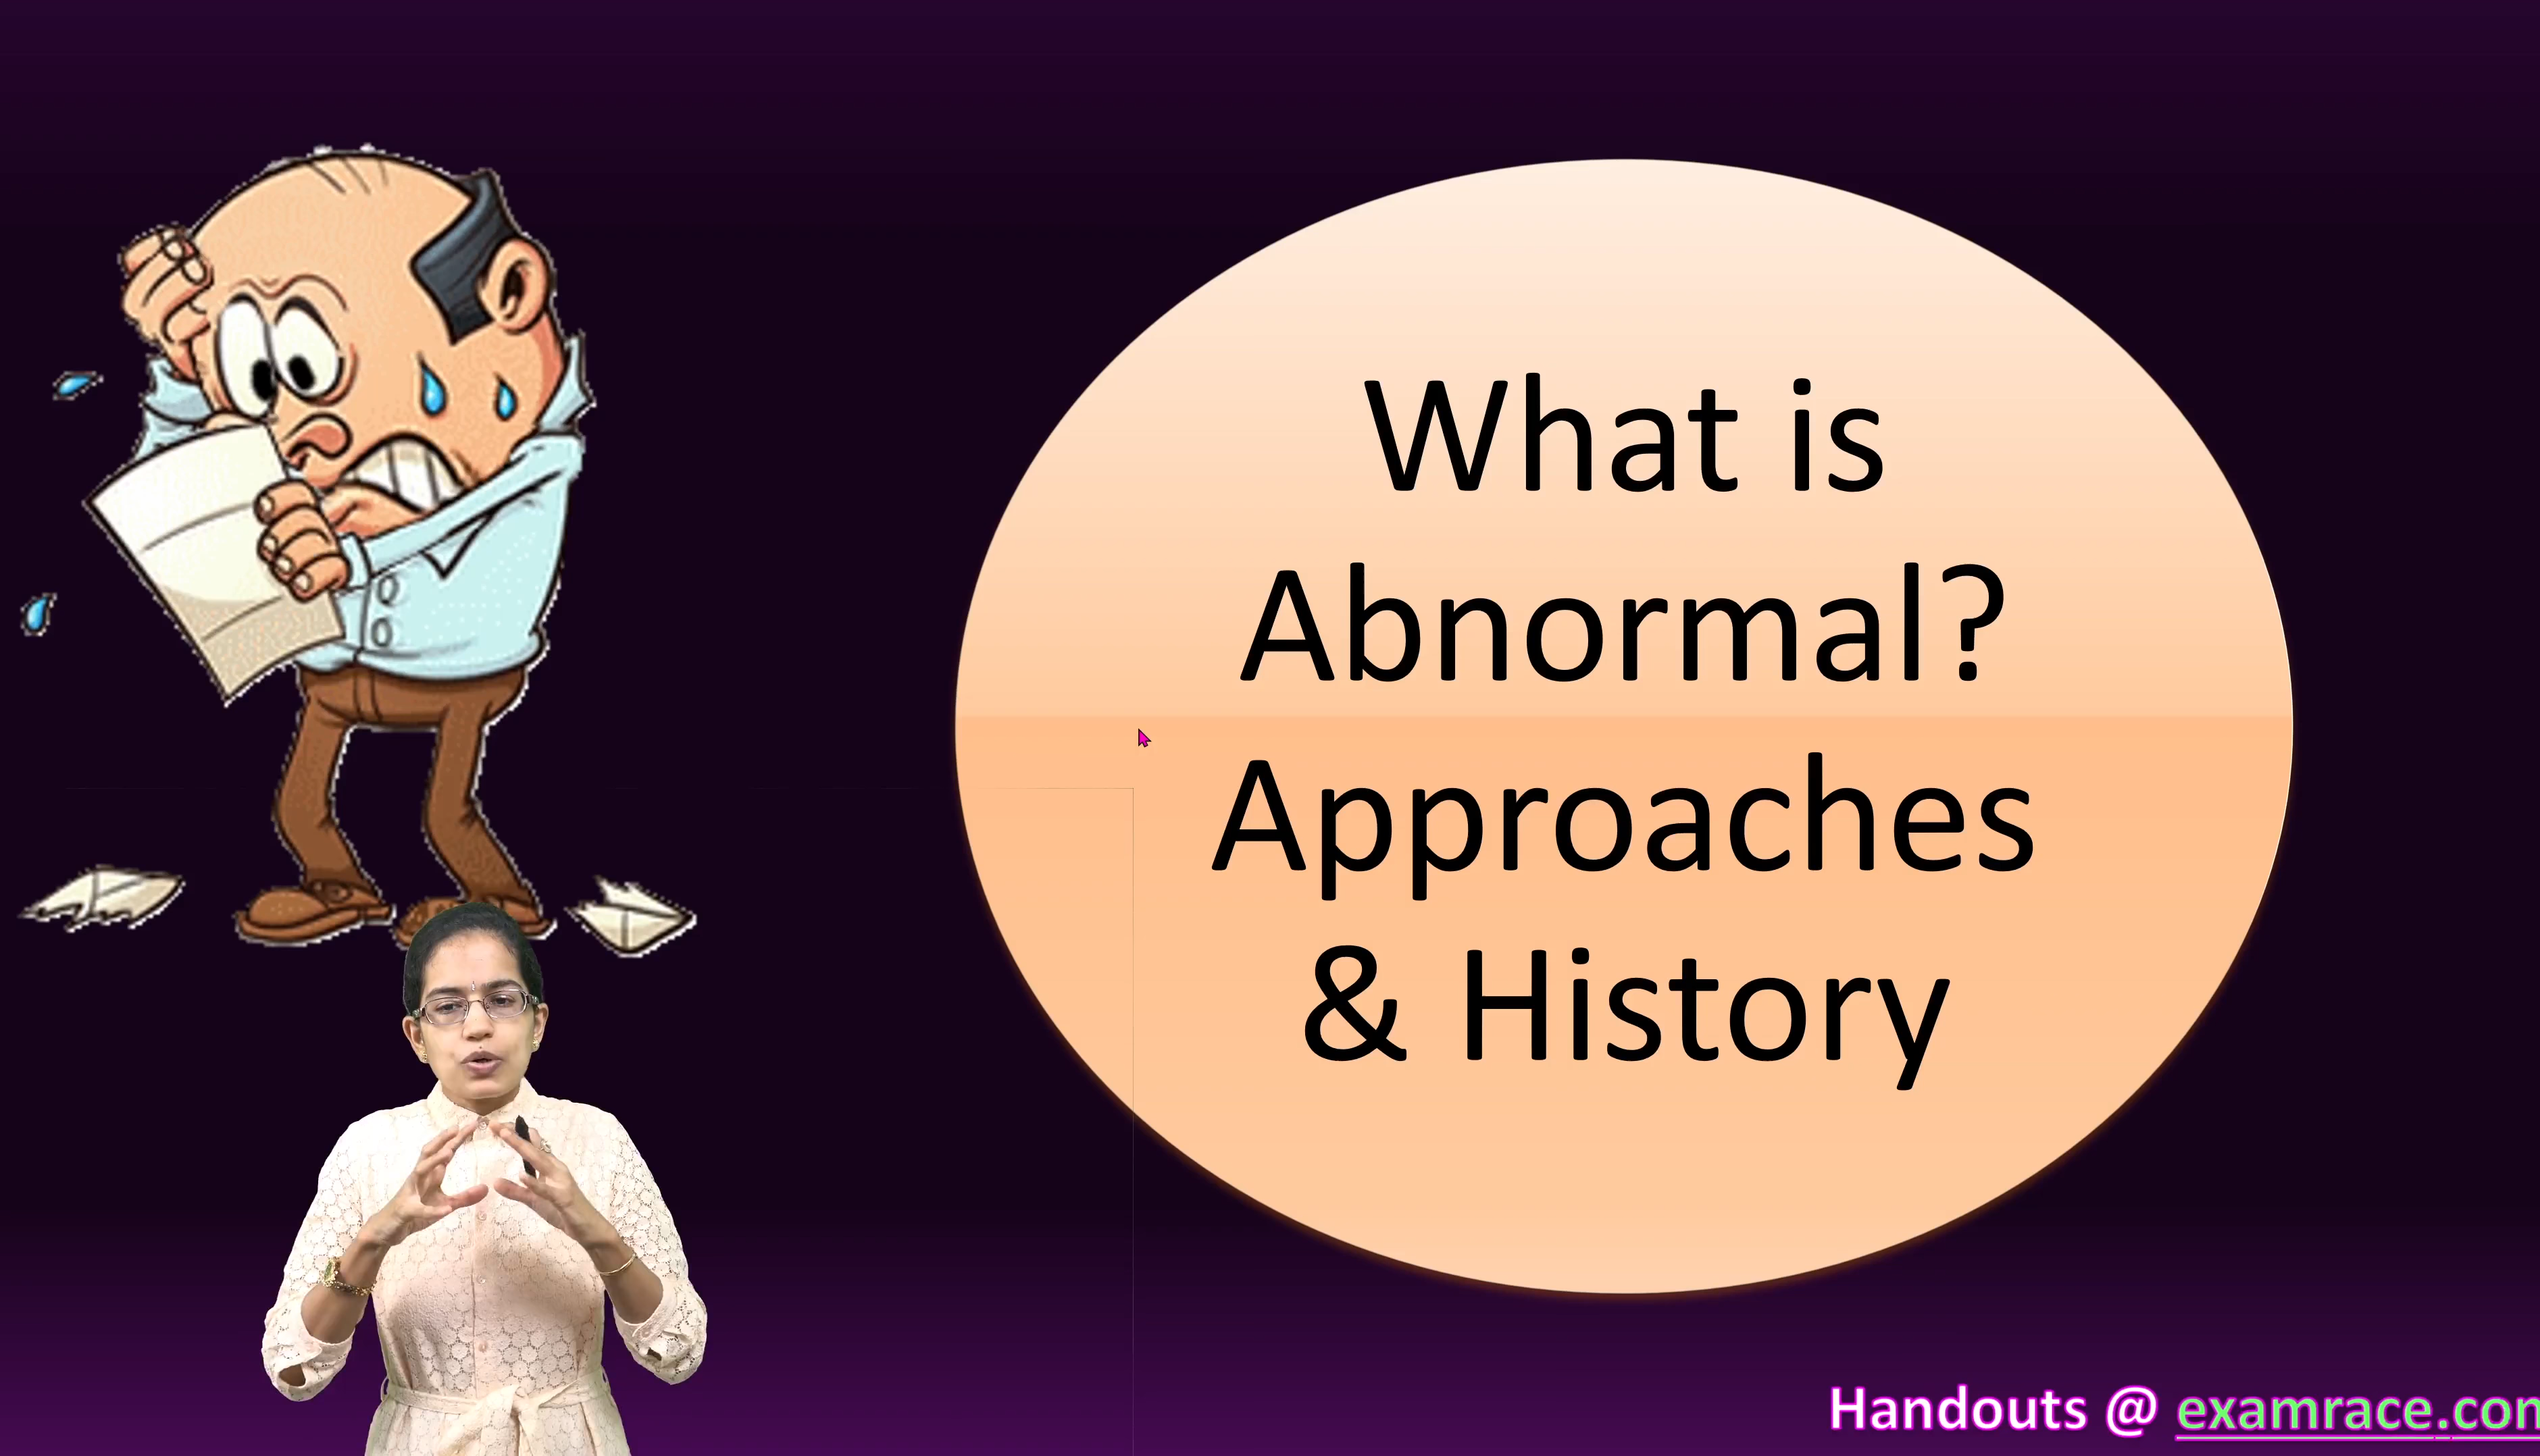 What is
Abnormal?
Approaches
& History
Handouts @ examrace.com